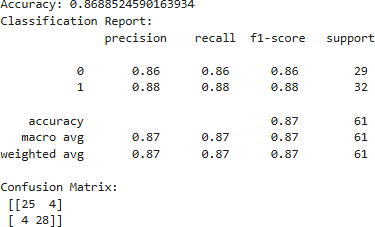 Accuracy: 0.8688524590163934
Classification Report:
precision recall f1-score support
0 0.86 0.86 0.86 29
1 0.88 0.88 0.88 32
accuracy 0.87 61
macro avg 0.87 0.87 0.87 61
weighted avg 0.87 0.87 0.87 61
Confusion Matrix:
[[25 4]
[ 4 28]]